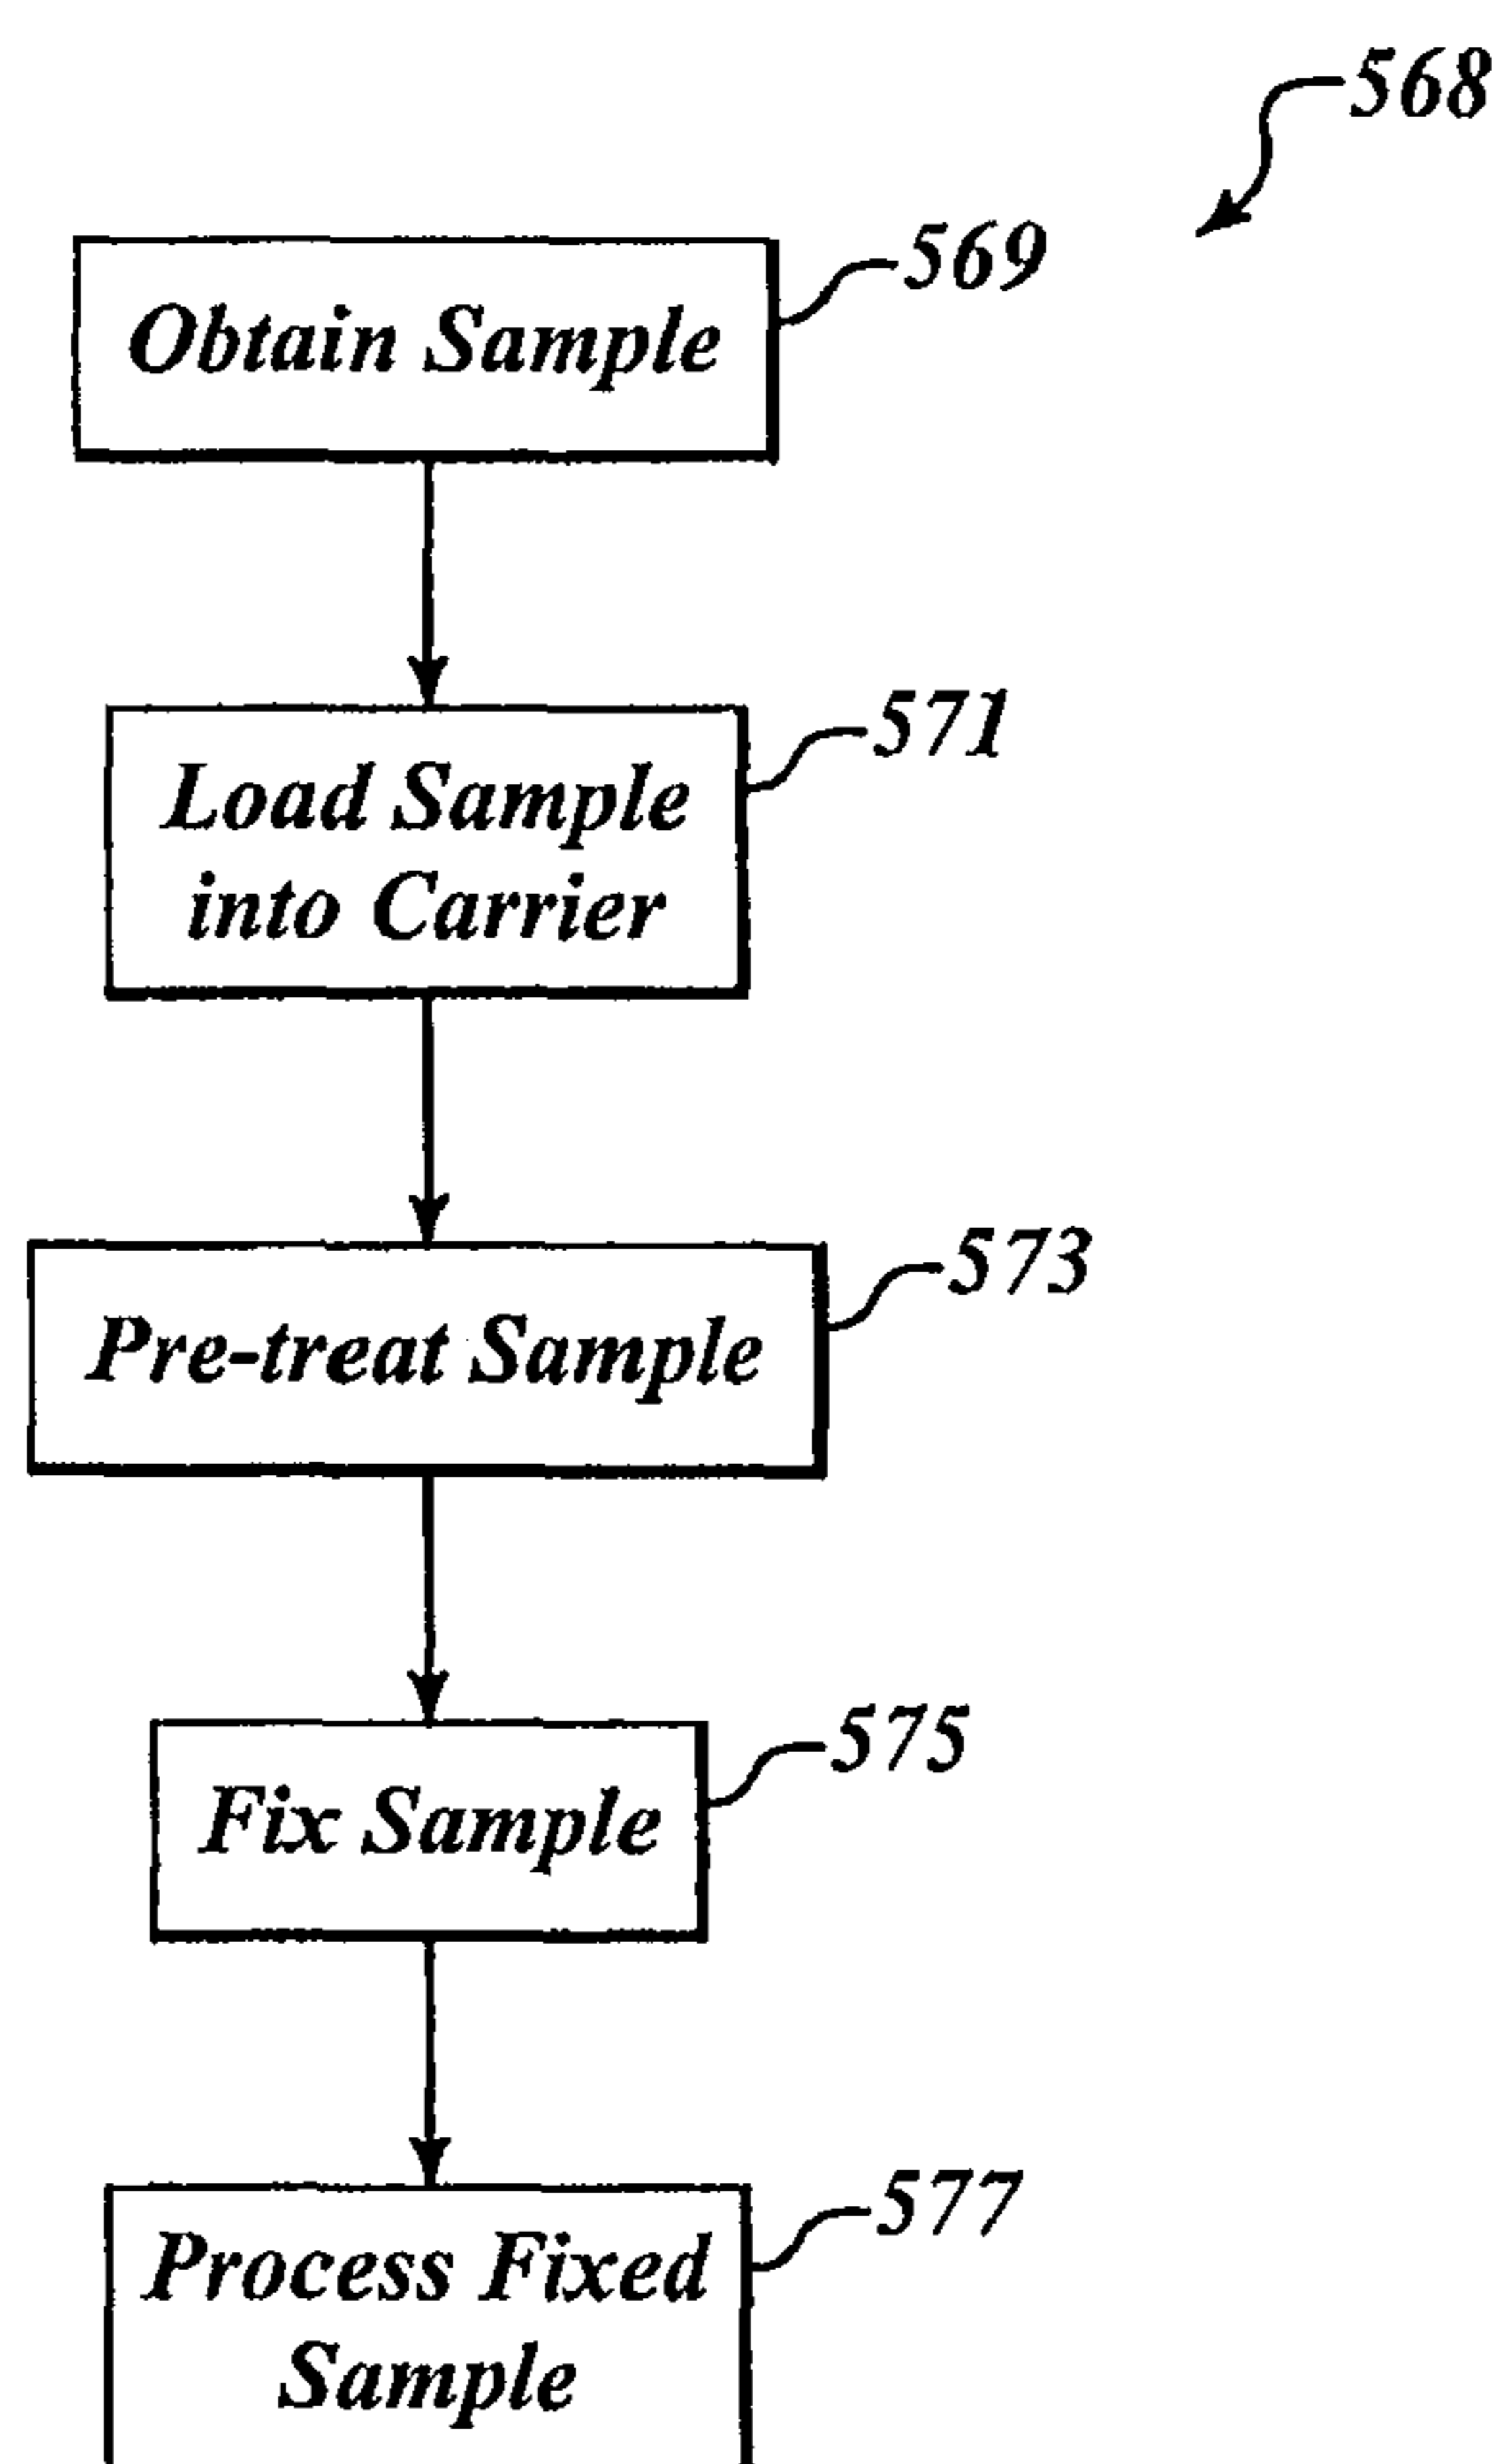 568
569
Obtain Sample
571
Load Sample
into Carrier
573
Pre-treat Sample
575
Fix Sample
577
Process Fixed
Sample